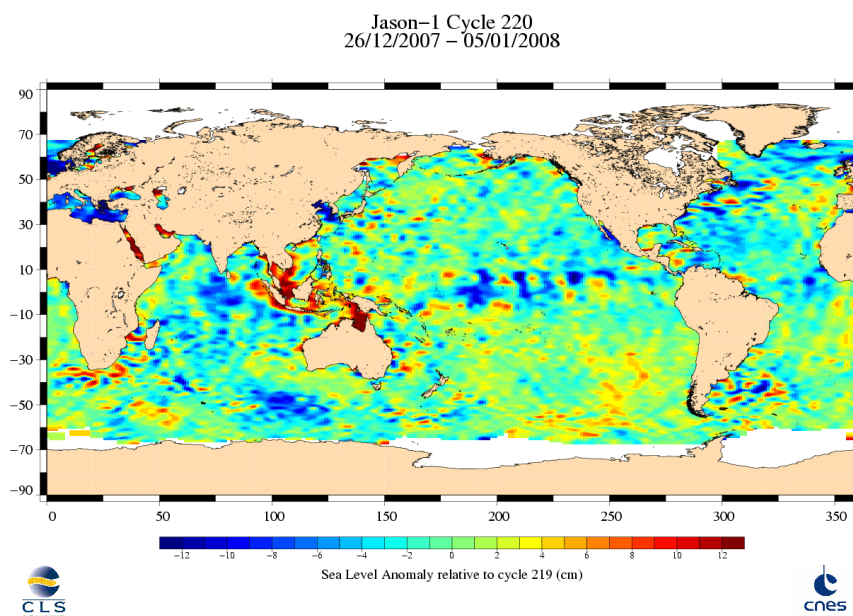 Jason-1 Cycle 220
26/12/2007 − 05/01/2008
90
70
50
30
10
−10
−30
−50
−70
−90
0 50 100 150 200 250 300 350
−12 −10 −8 −6 −4 −2 0 2 4 6 8 10 12
Sea Level Anomaly relative to cycle 219 (cm)
CLS
cnes